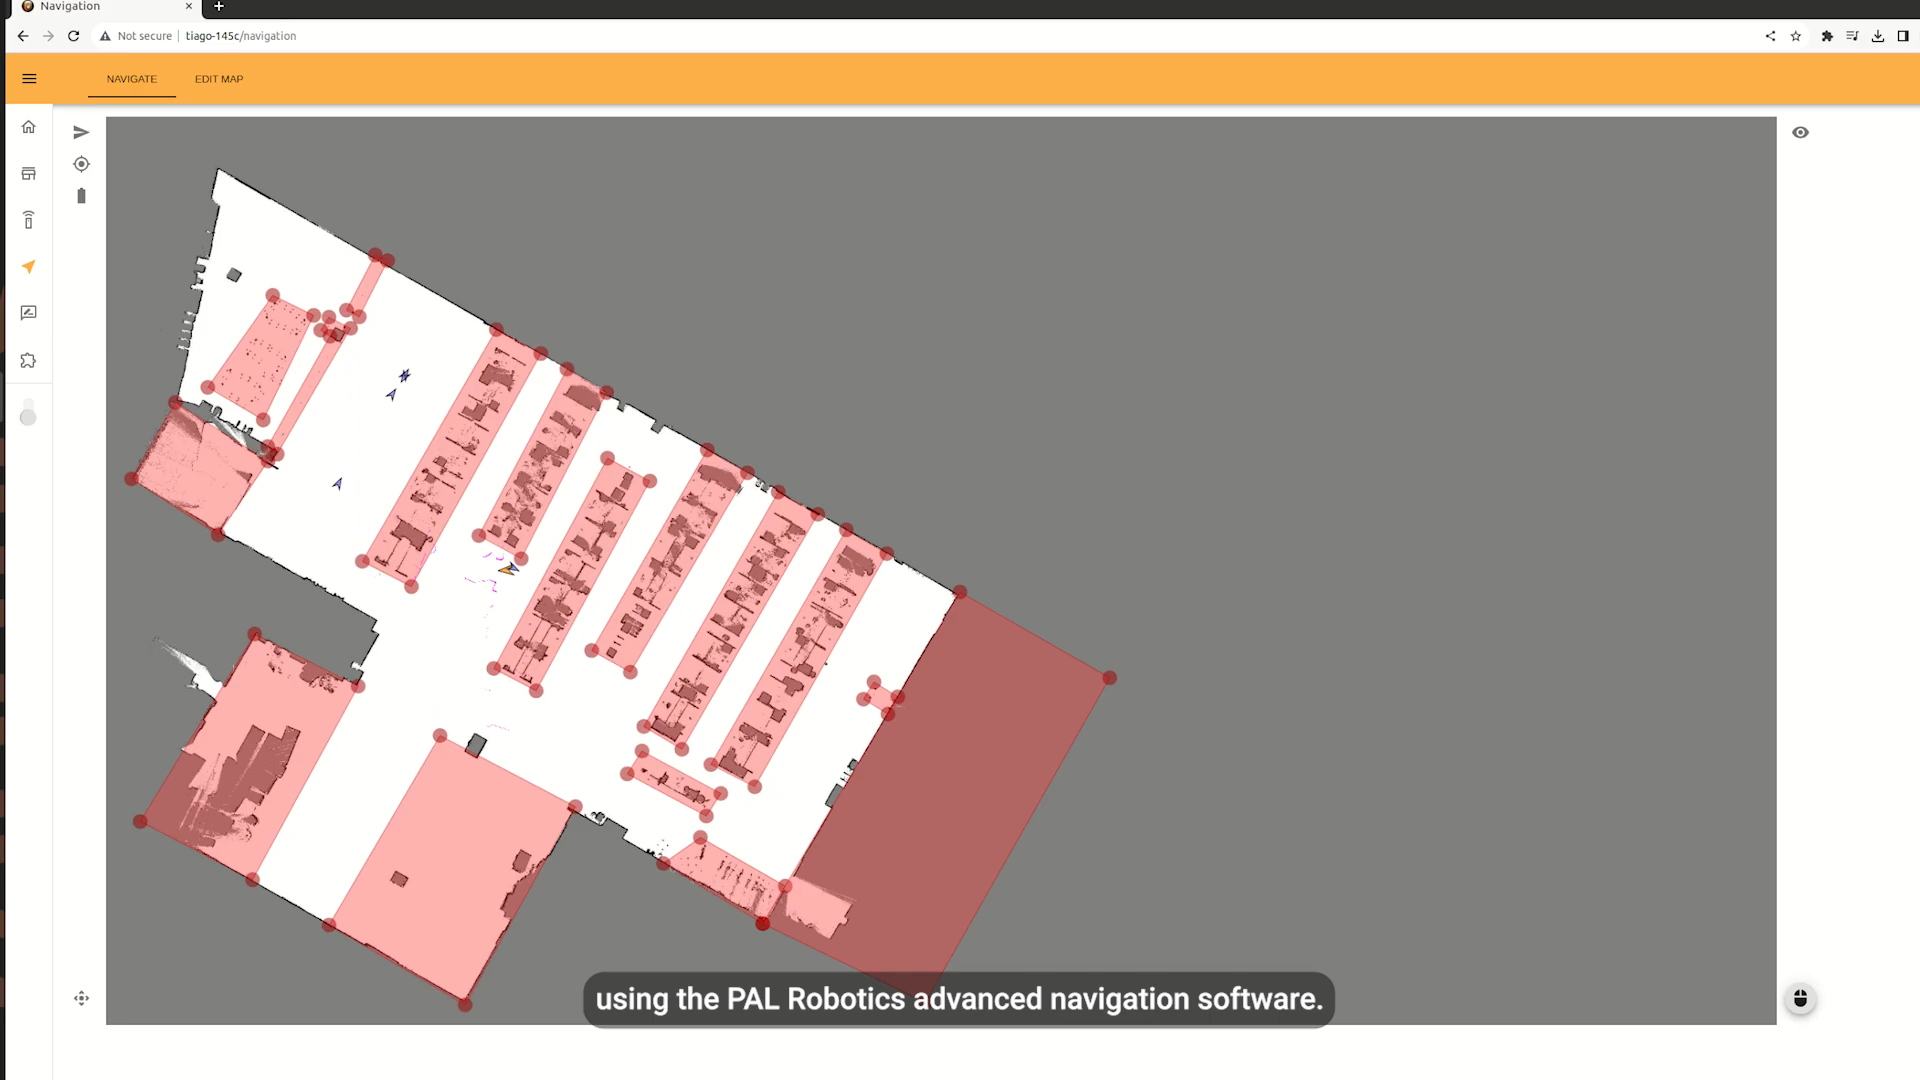 Navigation
Not secure
tiago-145c/navigation
NAVIGATE
EDIT MAP
using the PAL Robotics advanced navigation software.